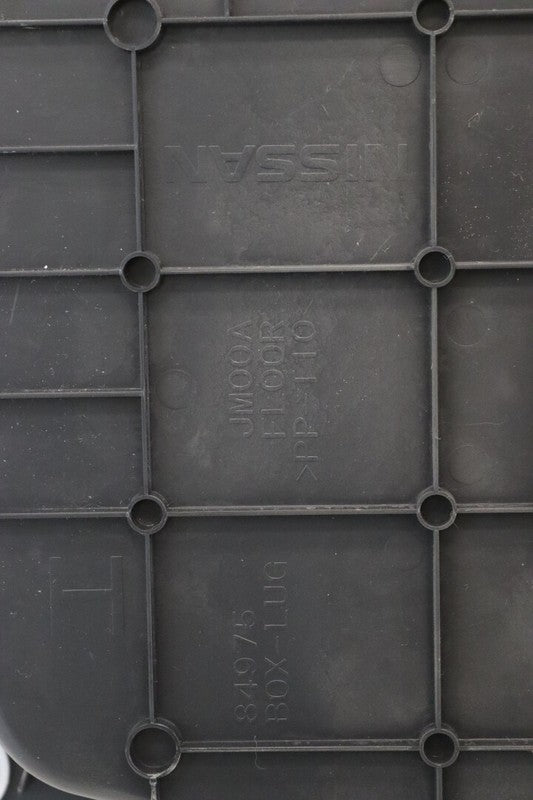 NISSAN
JM00A
FLOOR
>PP-T10<
84975
BOX-LUG
H